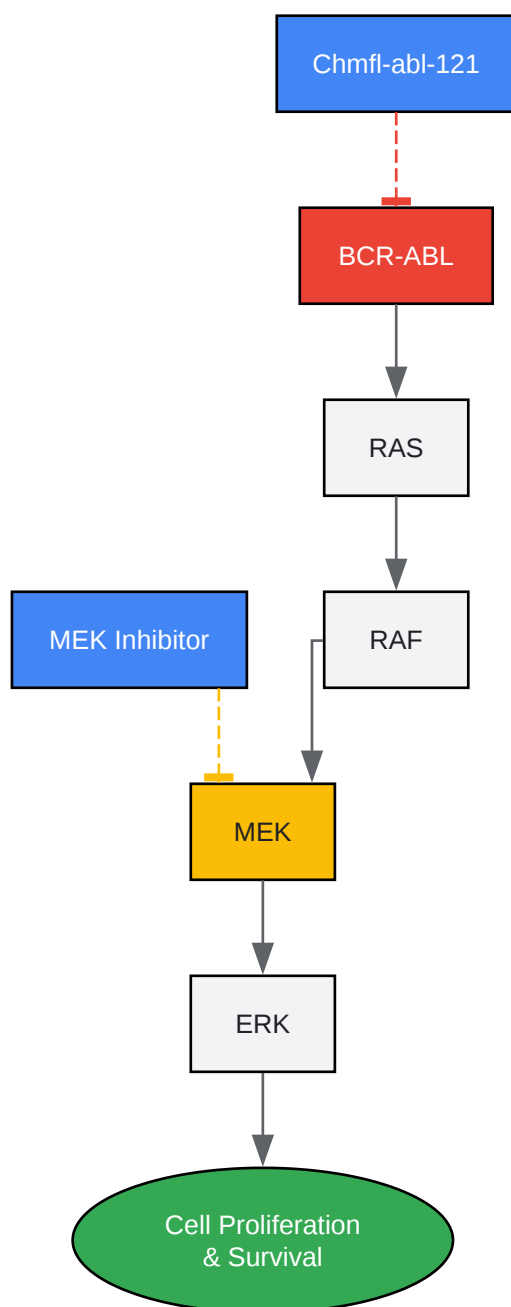 Chmfl-abl-121
BCR-ABL
RAS
MEK Inhibitor
RAF
MEK
ERK
Cell Proliferation
& Survival